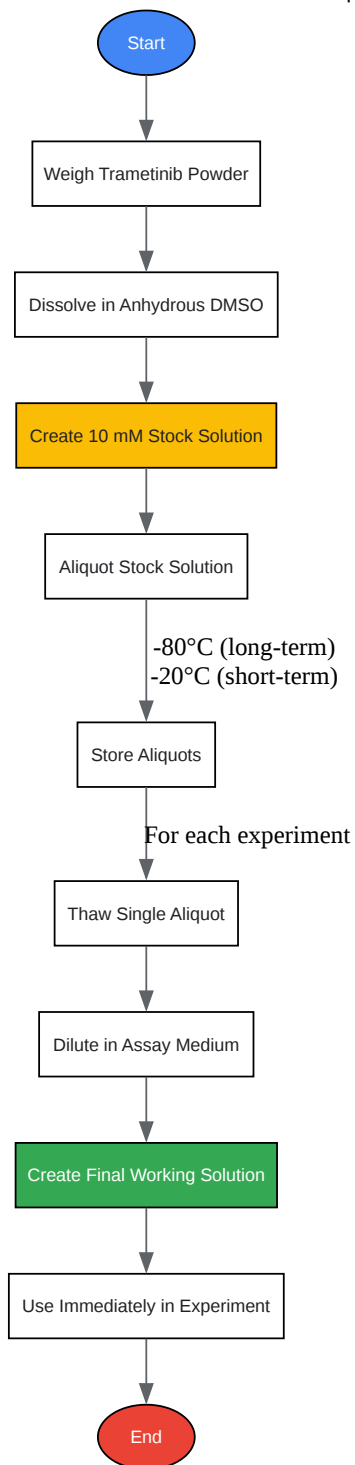 Start
Weigh Trametinib Powder
Dissolve in Anhydrous DMSO
Create 10 mM Stock Solution
Aliquot Stock Solution
-80°C (long-term)
-20°C (short-term)
Store Aliquots
For each experiment
Thaw Single Aliquot
Dilute in Assay Medium
Create Final Working Solution
Use Immediately in Experiment
End